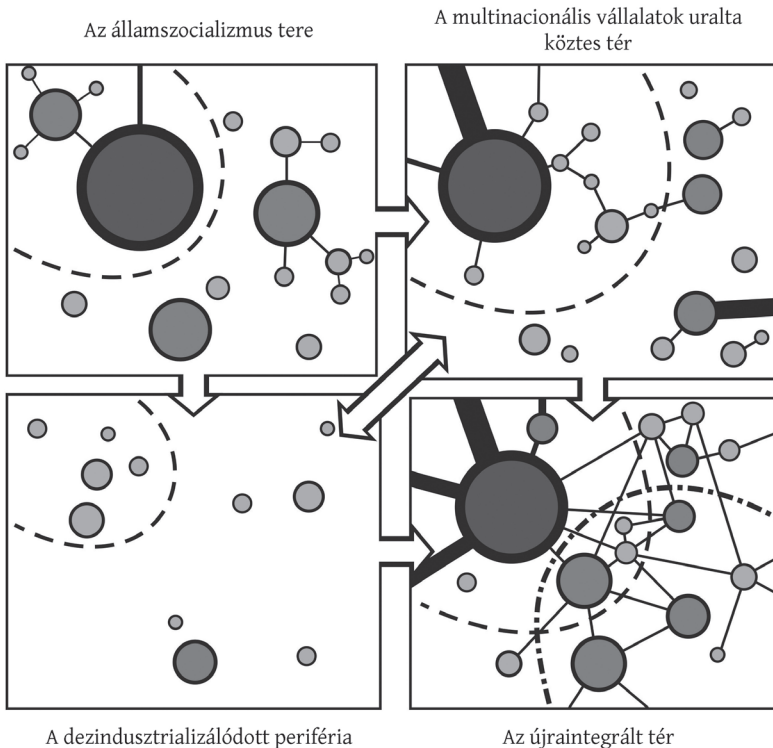 Az államszocializmus tere
A multinacionális vállalatok uralta
köztes tér
A dezindusztrializálódott periféria
Az újraintegrált tér